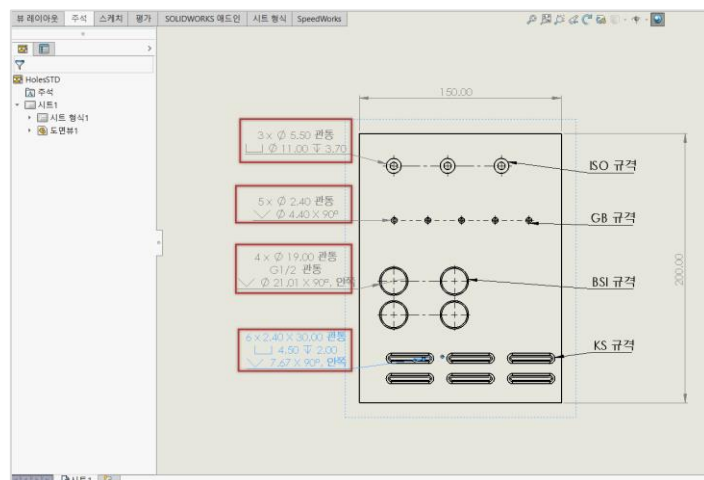 뷰 레이아웃 주석 스케치 평가 SOLIDWORKS 애드인 시트 형식 SpeedWorks
HolesSTD
주석
시트1
시트 형식1
도면뷰1
150.00
3 x Ø 5.50 관통
⌴ Ø 11.00 ↧ 3.70
ISO 규격
5 x Ø 2.40 관통
⌵ Ø 4.40 X 90°
GB 규격
200.00
4 x Ø 19.00 관통
G1/2 관통
⌵ Ø 21.01 X 90°, 안쪽
BSI 규격
6 x 2.40 X 30.00 관통
⌴ 4.50 ↧ 2.00
⌵ 7.67 X 90°, 안쪽
KS 규격
시트1